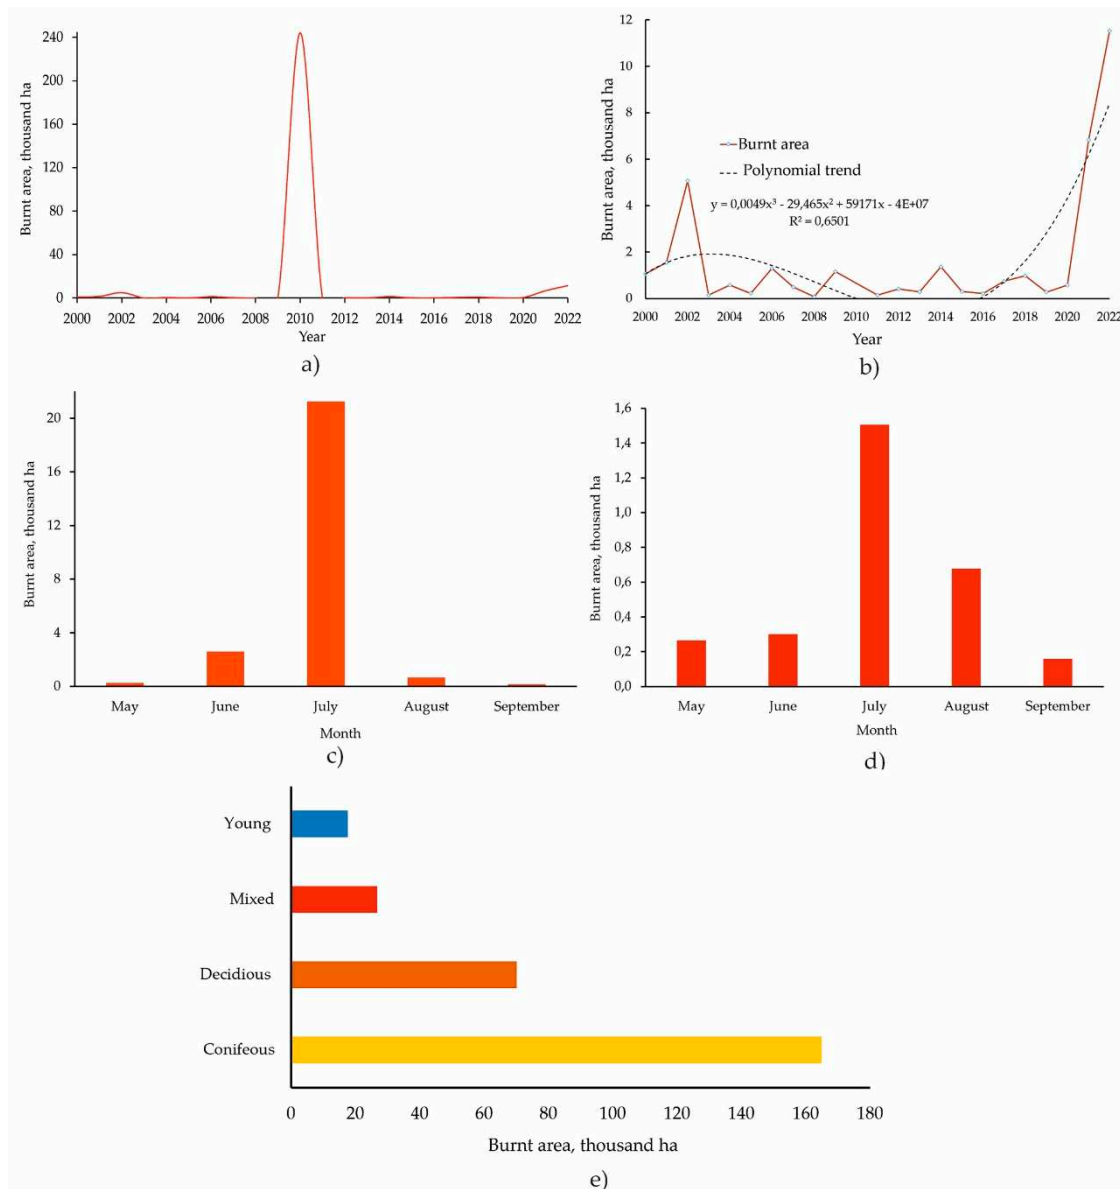 240
200
160
120
80
40
0
Burnt area, thousand ha
2000 2002 2004 2006 2008 2010 2012 2014 2016 2018 2020 2022
Year
a)
12
10
8
6
4
2
0
Burnt area, thousand ha
Burnt area
Polynomial trend
y = 0,0049x³ - 29,465x² + 59171x - 4E+07
R² = 0,6501
2000 2002 2004 2006 2008 2010 2012 2014 2016 2018 2020 2022
Year
b)
20
16
12
8
4
0
Burnt area, thousand ha
May June July August September
Month
c)
1,6
1,4
1,2
1,0
0,8
0,6
0,4
0,2
0,0
Burnt area, thousand ha
May June July August September
Month
d)
Young
Mixed
Decidious
Conifeous
0 20 40 60 80 100 120 140 160 180
Burnt area, thousand ha
e)